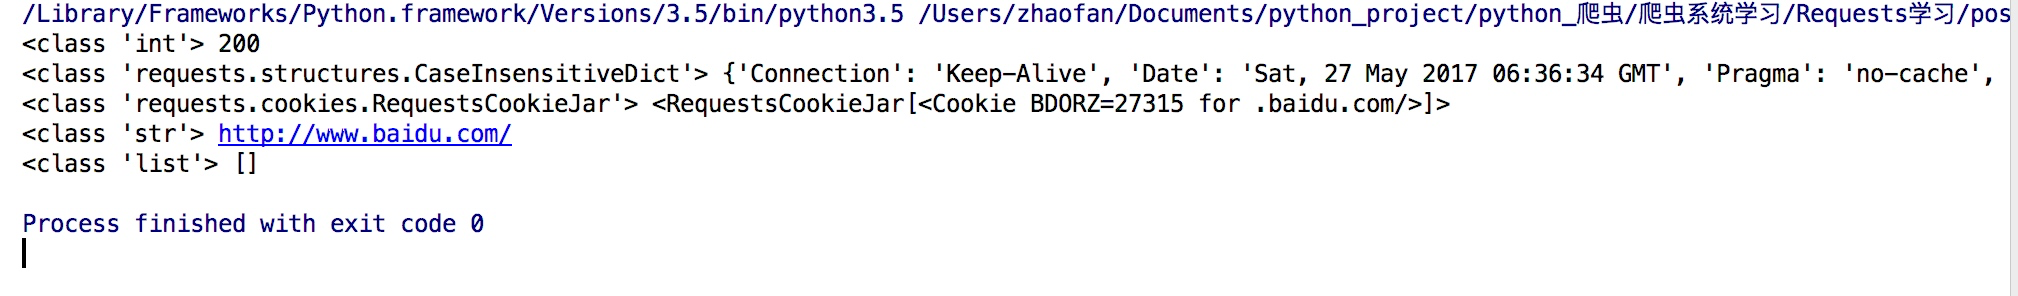 /Library/Frameworks/Python.framework/Versions/3.5/bin/python3.5 /Users/zhaofan/Documents/python_project/python_爬虫/爬虫系统学习/Requests学习/pos
<class 'int'> 200
<class 'requests.structures.CaseInsensitiveDict'> {'Connection': 'Keep-Alive', 'Date': 'Sat, 27 May 2017 06:36:34 GMT', 'Pragma': 'no-cache',
<class 'requests.cookies.RequestsCookieJar'> <RequestsCookieJar[<Cookie BDORZ=27315 for .baidu.com/>]>
<class 'str'> http://www.baidu.com/
<class 'list'> []
Process finished with exit code 0